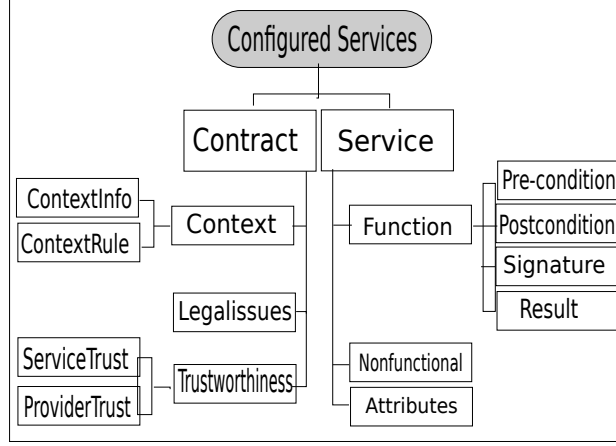 Configured Services
Contract
Service
ContextInfo
ContextRule
Context
Legalissues
ServiceTrust
ProviderTrust
Trustworthiness
Function
Pre-condition
Postcondition
Signature
Result
Nonfunctional
Attributes